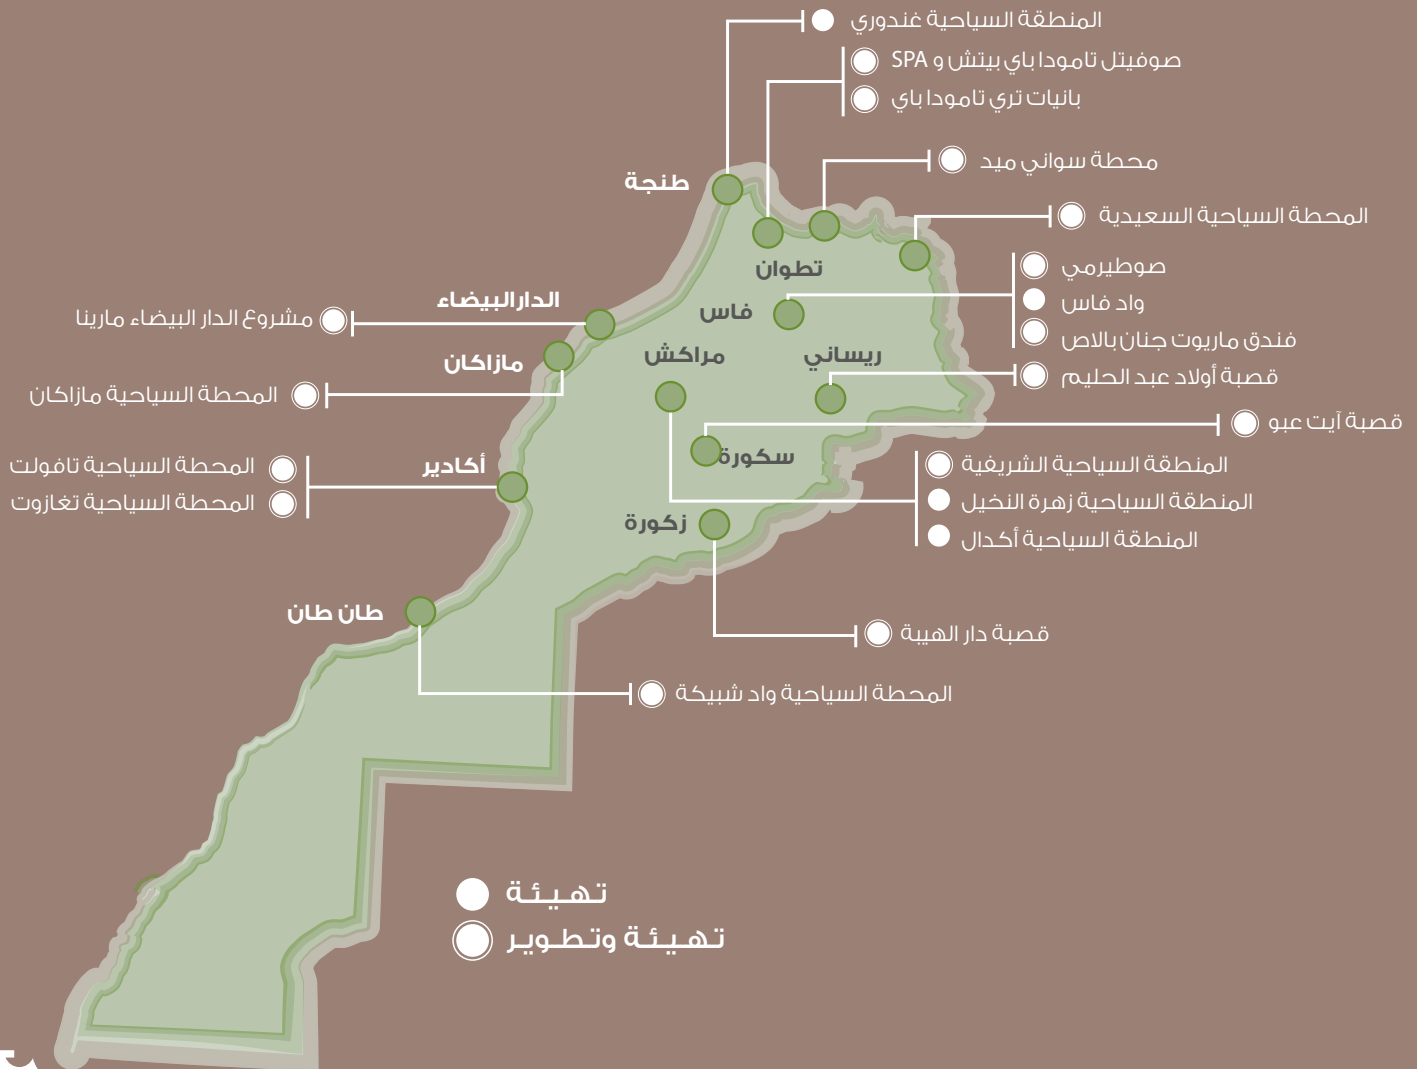 المنطقة السياحية غندوري
صوفيتل تامودا باي بيتش و SPA
بانيات تري تامودا باي
محطة سواني ميد
طنجة
المحطة السياحية السعيدية
تطوان
صوطيرمي
واد فاس
فندق ماريوت جنان بالاص
الدارالبيضاء
مشروع الدار البيضاء مارينا
فاس
مراكش
ريساني
مازاكان
قصبة أولاد عبد الحليم
المحطة السياحية مازاكان
قصبة آيت عبو
سكورة
أكادير
المحطة السياحية تافولت
المحطة السياحية تغازوت
المنطقة السياحية الشريفية
المنطقة السياحية زهرة النخيل
المنطقة السياحية أكدال
زكورة
طان طان
قصبة دار الهيبة
المحطة السياحية واد شبيكة
تهيئة
تهيئة وتطوير